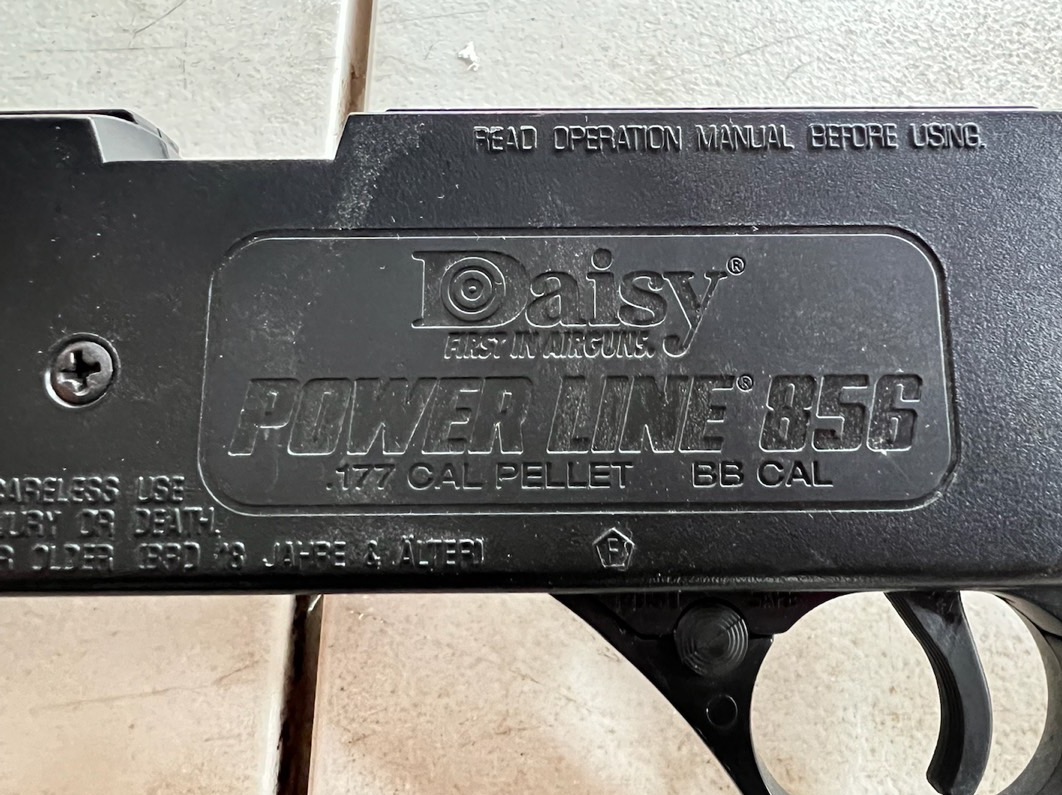 READ OPERATION MANUAL BEFORE USING.
Daisy®
FIRST IN AIRGUNS.
POWER LINE® 856
.177 CAL PELLET BB CAL
CARELESS USE
OR DEATH.
OLDER (BRD 18 JAHRE & ÄLTER)
F